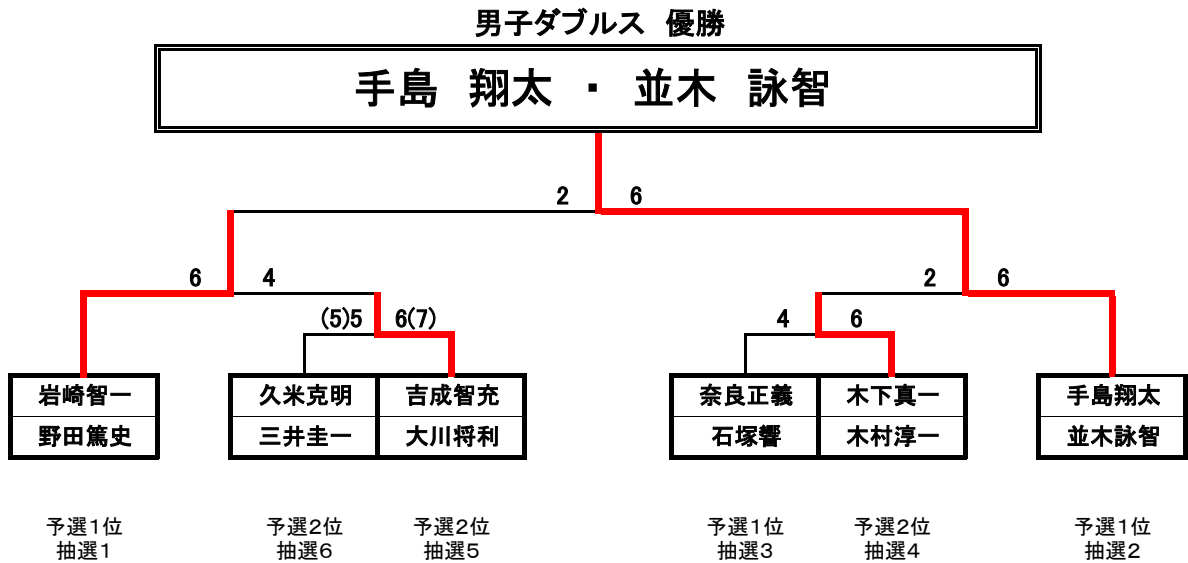 男子ダブルス 優勝
手島 翔太 ・ 並木 詠智
2 6
6 4 2 6
(5)5 6(7) 4 6
岩崎智一 久米克明 吉成智充 奈良正義 木下真一 手島翔太
野田篤史 三井圭一 大川将利 石塚響 木村淳一 並木詠智
予選1位 予選2位 予選2位 予選1位 予選2位 予選1位
抽選1 抽選6 抽選5 抽選3 抽選4 抽選2